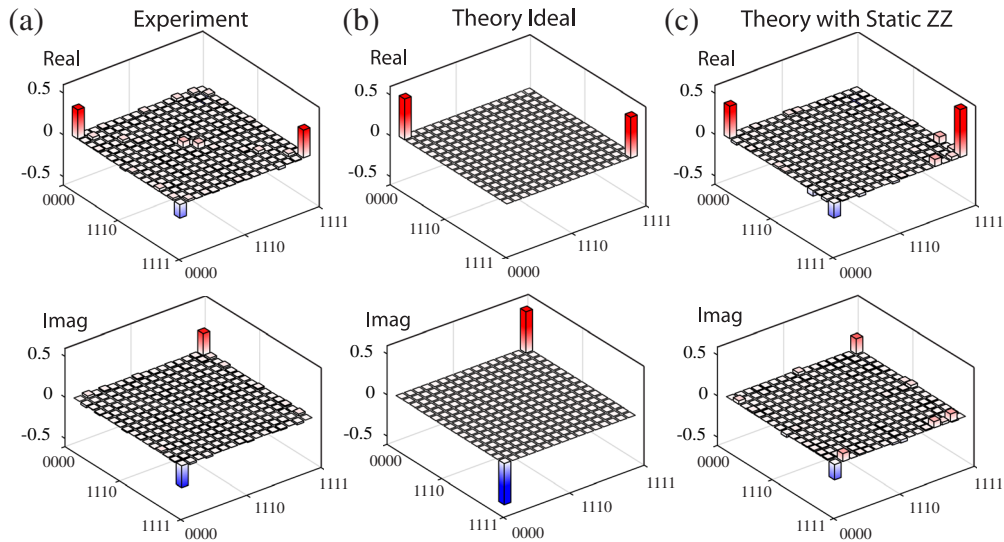 (a) Experiment (b) Theory Ideal (c) Theory with Static ZZ
Real Real Real
0.5 0.5 0.5
0 0 0
-0.5 -0.5 -0.5
0000 1111 0000 1111 0000 1111
1110 1110 1110 1110 1110 1110
1111 0000 1111 0000 1111 0000
Imag Imag Imag
0.5 0.5 0.5
0 0 0
-0.5 -0.5 -0.5
0000 1111 0000 1111 0000 1111
1110 1110 1110 1110 1110 1110
1111 0000 1111 0000 1111 0000